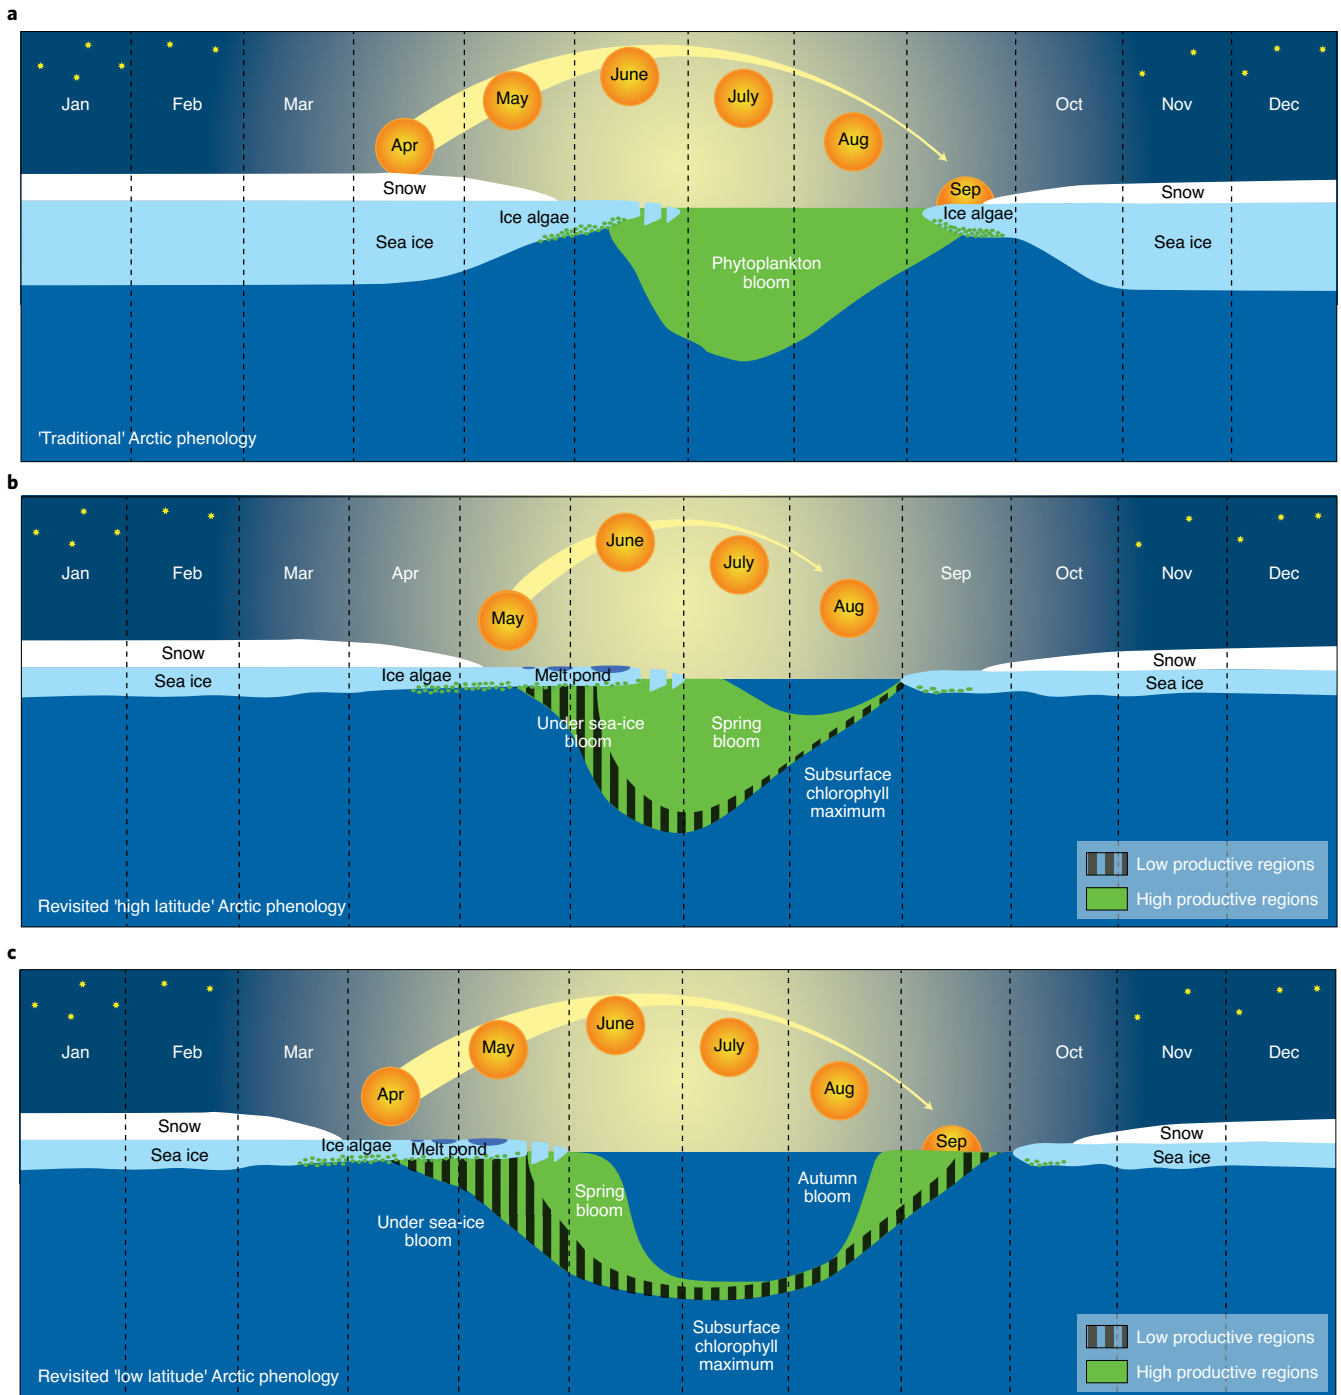 a
Jan
Feb
Mar
Apr
May
June
July
Aug
Sep
Oct
Nov
Dec
Snow
Snow
Ice algae
Ice algae
Sea ice
Sea ice
Phytoplankton
bloom
'Traditional' Arctic phenology
b
Jan
Feb
Mar
Apr
May
June
July
Aug
Sep
Oct
Nov
Dec
Snow
Snow
Sea ice
Ice algae
Melt pond
Sea ice
Under sea-ice
bloom
Spring
bloom
Subsurface
chlorophyll
maximum
Low productive regions
High productive regions
Revisited 'high latitude' Arctic phenology
c
Jan
Feb
Mar
Apr
May
June
July
Aug
Sep
Oct
Nov
Dec
Snow
Snow
Sea ice
Ice algae
Melt pond
Sea ice
Under sea-ice
bloom
Spring
bloom
Autumn
bloom
Subsurface
chlorophyll
maximum
Low productive regions
High productive regions
Revisited 'low latitude' Arctic phenology